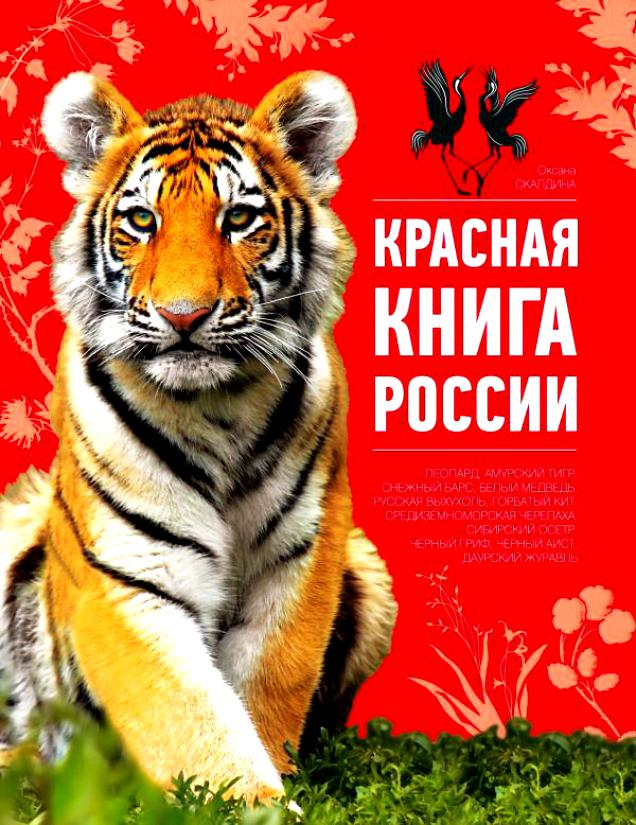 Оксана
СКАЛДИНА
КРАСНАЯ
КНИГА
РОССИИ
ЛЕОПАРД, АМУРСКИЙ ТИГР,
СНЕЖНЫЙ БАРС, БЕЛЫЙ МЕДВЕДЬ,
РУССКАЯ ВЫХУХОЛЬ, ГОРБАТЫЙ КИТ,
СРЕДИЗЕМНОМОРСКАЯ ЧЕРЕПАХА,
СИБИРСКИЙ ОСЕТР,
ЧЕРНЫЙ ГРИФ, ЧЕРНЫЙ АИСТ,
ДАУРСКИЙ ЖУРАВЛЬ